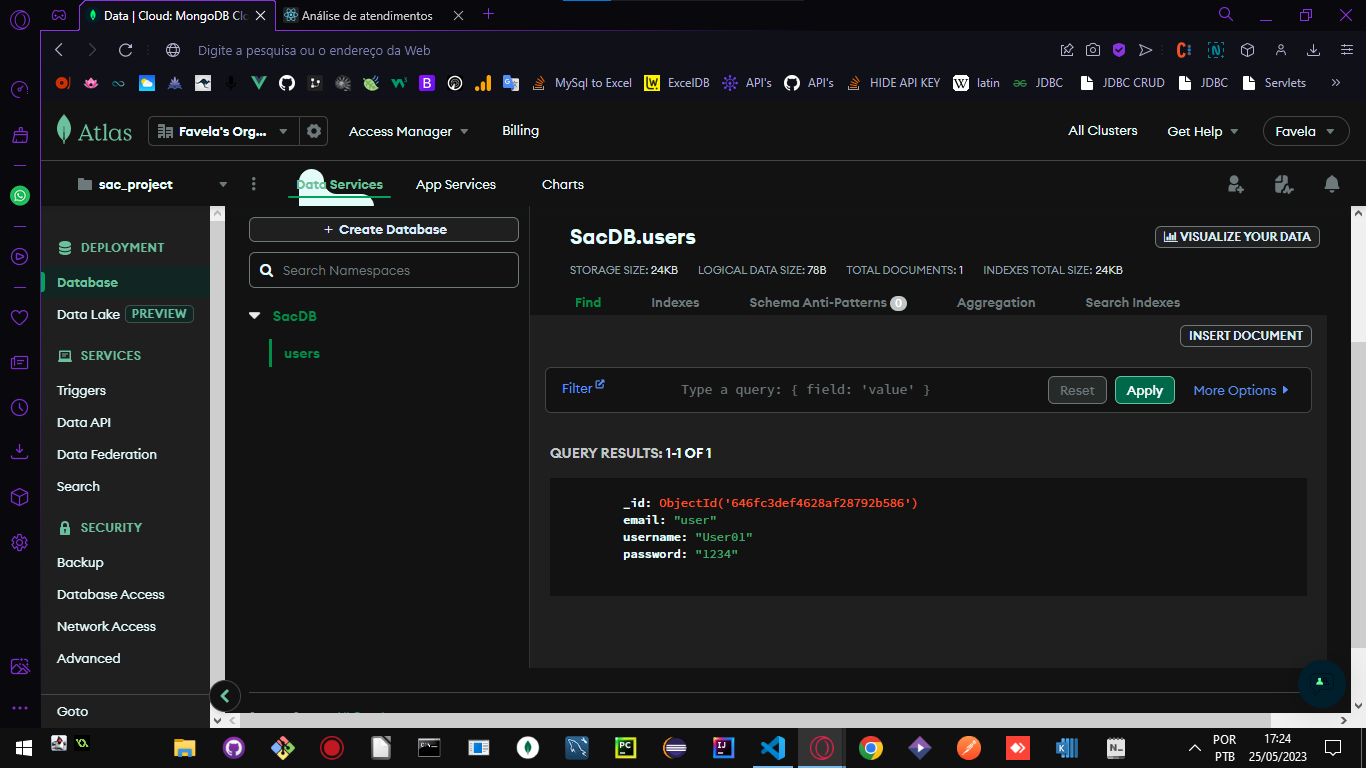 Data | Cloud: MongoDB Clo
Análise de atendimentos
Digite a pesquisa ou o endereço da Web
MySql to Excel
ExcelDB
API's
API's
HIDE API KEY
latin
JDBC
JDBC CRUD
JDBC
Servlets
Atlas
Favela's Org...
Access Manager
Billing
All Clusters
Get Help
Favela
sac_project
Data Services
App Services
Charts
DEPLOYMENT
Database
Data Lake PREVIEW
SERVICES
Triggers
Data API
Data Federation
Search
SECURITY
Backup
Database Access
Network Access
Advanced
Goto
+ Create Database
Search Namespaces
SacDB
users
SacDB.users
VISUALIZE YOUR DATA
STORAGE SIZE: 24KB LOGICAL DATA SIZE: 78B TOTAL DOCUMENTS: 1 INDEXES TOTAL SIZE: 24KB
Find
Indexes
Schema Anti-Patterns 0
Aggregation
Search Indexes
INSERT DOCUMENT
Filter
Type a query: { field: 'value' }
Reset
Apply
More Options
QUERY RESULTS: 1-1 OF 1
_id: ObjectId('646fc3def4628af28792b586')
email: "user"
username: "User01"
password: "1234"
POR
PTB
17:24
25/05/2023